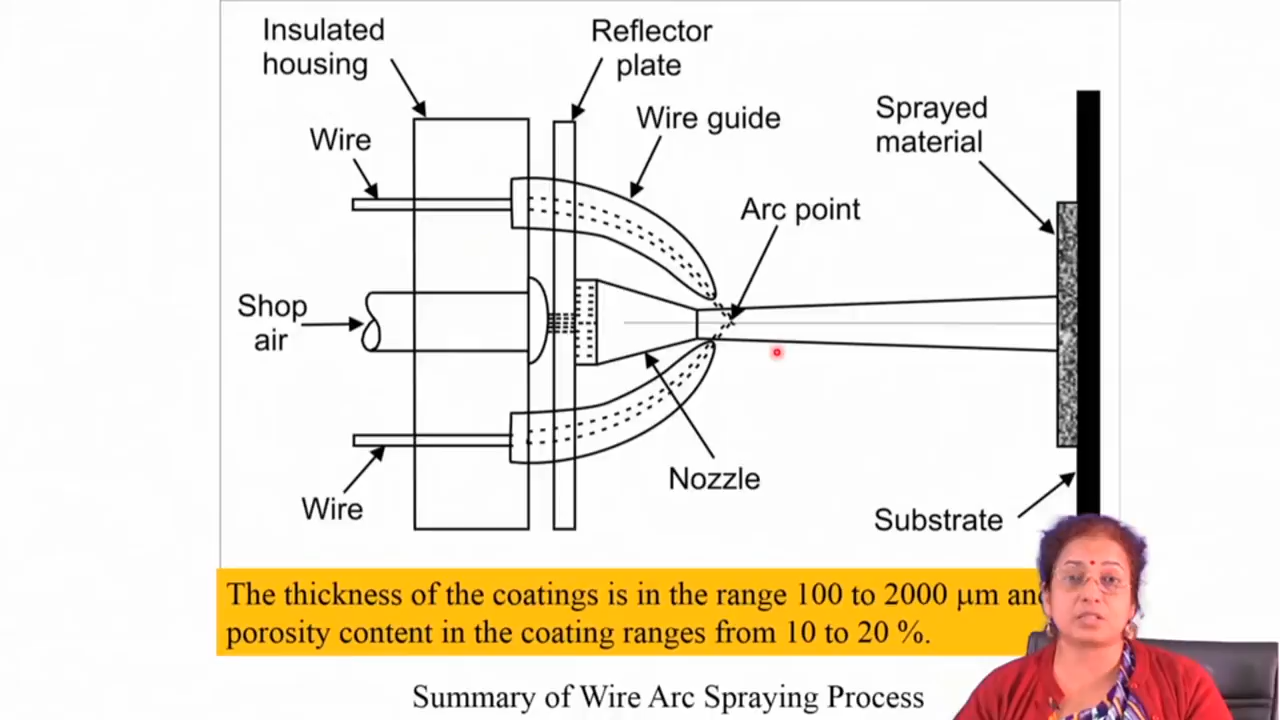 Insulated
housing
Reflector
plate
Wire guide
Sprayed
material
Wire
Arc point
Shop
air
Nozzle
Wire
Substrate
The thickness of the coatings is in the range 100 to 2000 μm
porosity content in the coating ranges from 10 to 20 %.
Summary of Wire Arc Spraying Process